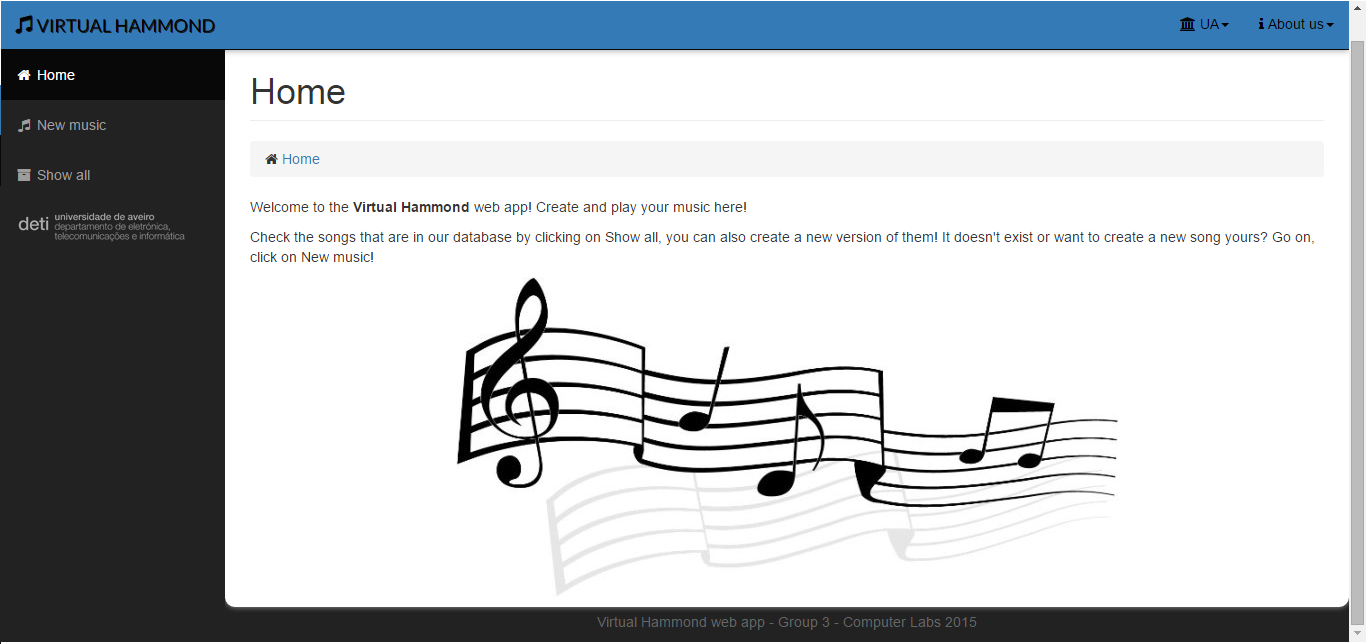 VIRTUAL HAMMOND
UA
About us
Home
New music
Show all
deti universidade de aveiro
departamento de eletrónica,
telecomunicações e informática
Home
Home
Welcome to the Virtual Hammond web app! Create and play your music here!
Check the songs that are in our database by clicking on Show all, you can also create a new version of them! It doesn't exist or want to create a new song yours? Go on,
click on New music!
Virtual Hammond web app - Group 3 - Computer Labs 2015